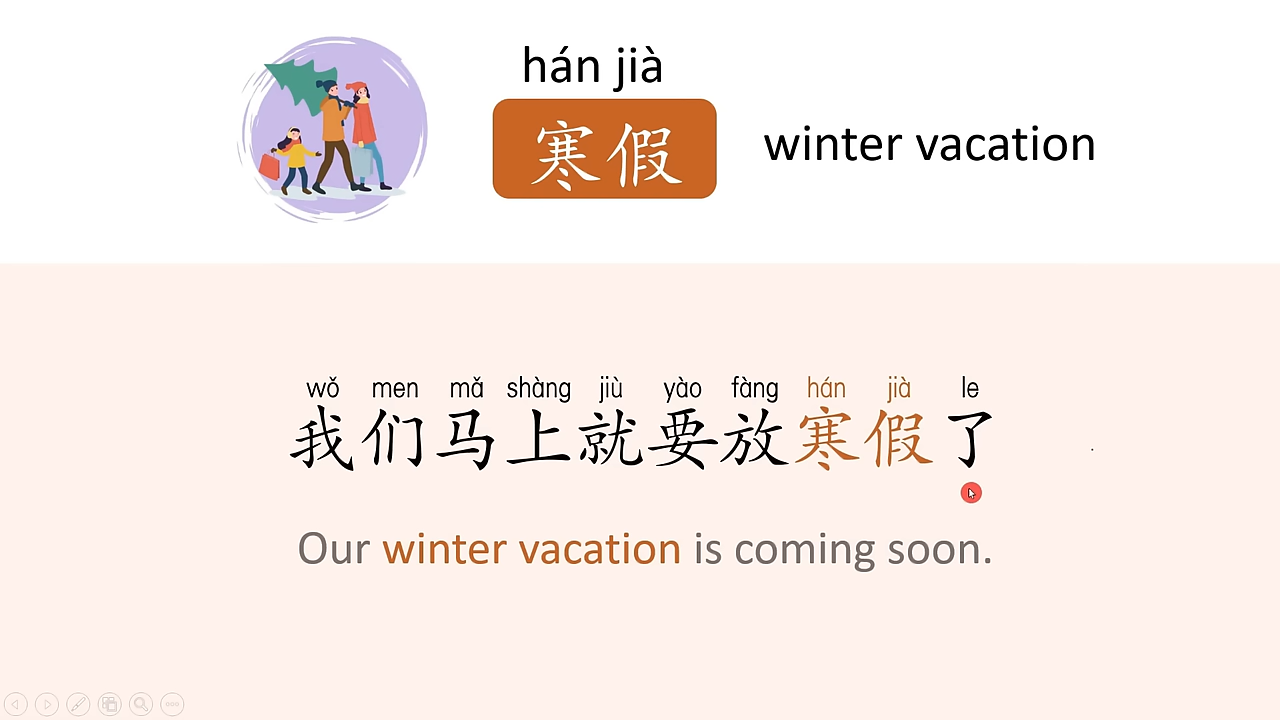 hán jià
寒假
winter vacation
wǒ men mǎ shàng jiù yào fàng hán jià le
我们马上就要放寒假了
Our winter vacation is coming soon.